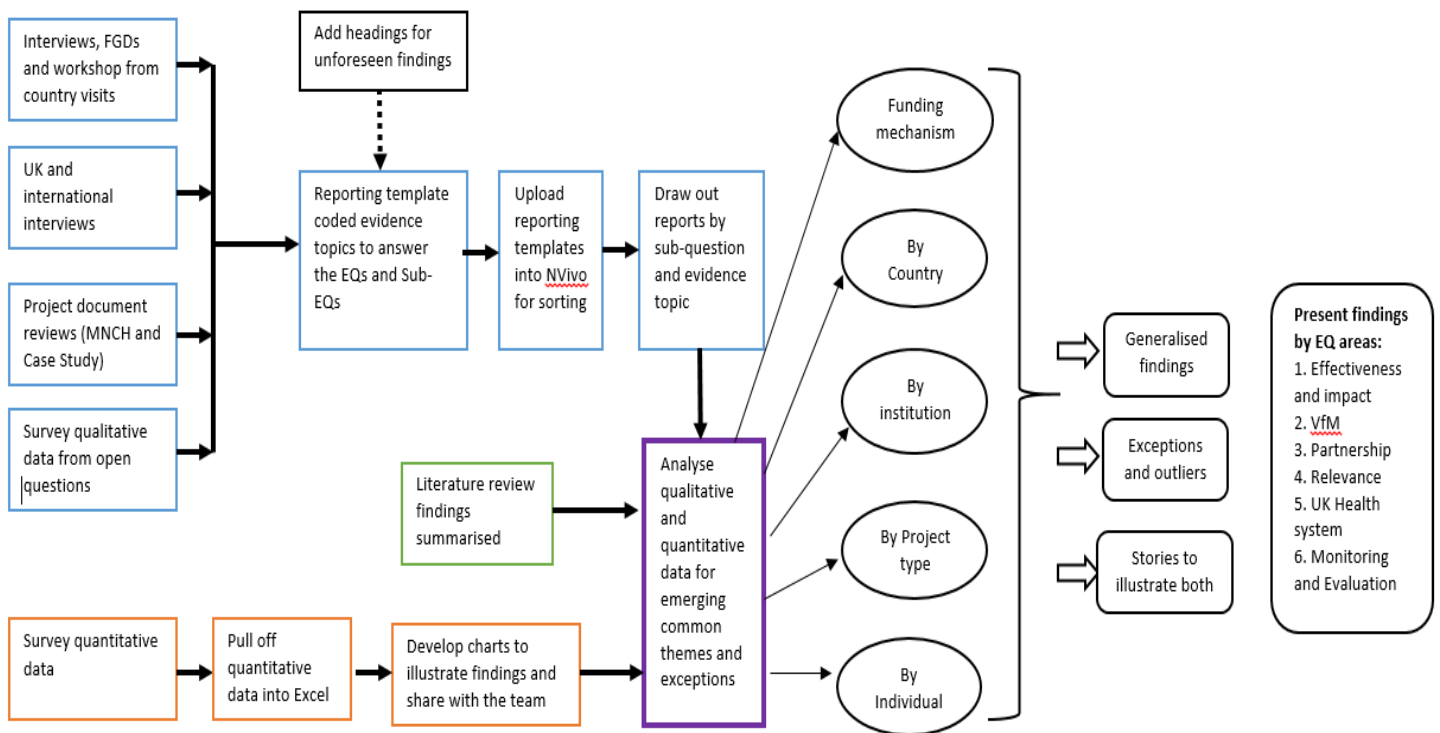 Interviews, FGDs
and workshop from
country visits
Add headings for
unforeseen findings
UK and
international
interviews
Project document
reviews (MNCH and
Case Study)
Survey qualitative
data from open
questions
Reporting template
coded evidence
topics to answer
the EQs and Sub-
EQs
Upload
reporting
templates
into NVivo
for sorting
Draw out
reports by
sub-question
and evidence
topic
Literature review
findings
summarised
Survey quantitative
data
Pull off
quantitative
data into Excel
Develop charts to
illustrate findings and
share with the team
Analyse
qualitative
and
quantitative
data for
emerging
common
themes and
exceptions
Funding
mechanism
By
Country
By
institution
By Project
type
By
Individual
Generalised
findings
Exceptions
and outliers
Stories to
illustrate both
Present findings
by EQ areas:
1. Effectiveness
and impact
2. VfM
3. Partnership
4. Relevance
5. UK Health
system
6. Monitoring
and Evaluation